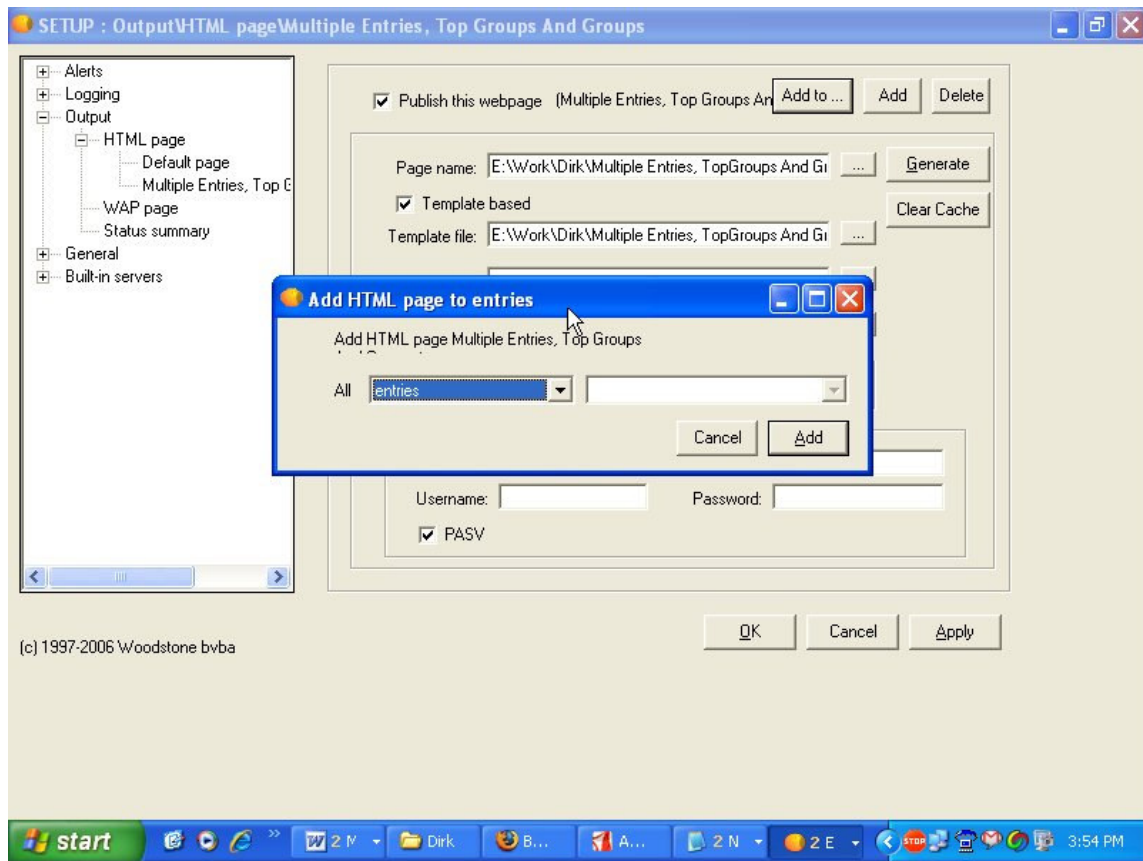 SETUP : Output\HTML page\Multiple Entries, Top Groups And Groups
Alerts
Logging
Output
HTML page
Default page
Multiple Entries, Top G
WAP page
Status summary
General
Built-in servers
Publish this webpage (Multiple Entries, Top Groups An
Add to ...
Add
Delete
Page name: E:\Work\Dirk\Multiple Entries, TopGroups And Gr
...
Generate
Template based
Clear Cache
Template file: E:\Work\Dirk\Multiple Entries, TopGroups And Gr
...
Add HTML page to entries
Add HTML page Multiple Entries, Top Groups
All entries
Cancel
Add
Username:
Password:
PASV
OK
Cancel
Apply
(c) 1997-2006 Woodstone bvba
start
2 M
Dirk
B...
A...
2 N
2 E
STOP
3:54 PM